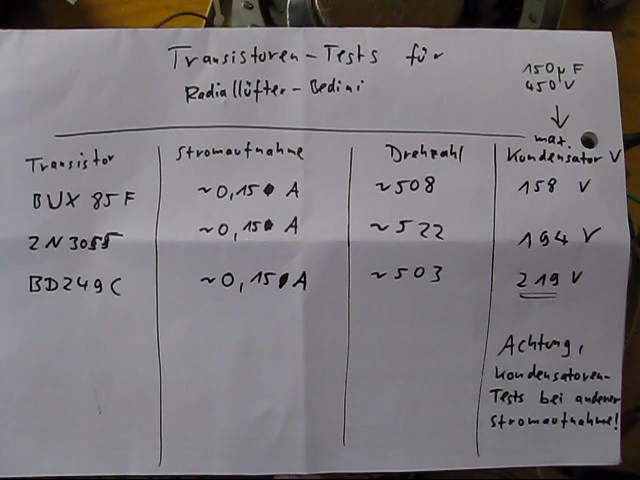 Transistoren-Tests für
Radiallüfter-Bedini
150µF
450V
Transistor Stromaufnahme Drehzahl max. Kondensator V
BUX 85F ~0,15 A ~508 158 V
2N3055 ~0,15 A ~522 194 V
BD249C ~0,15 A ~503 219 V
Achtung,
Kondensatoren-
Tests bei anderer
Stromaufnahme!